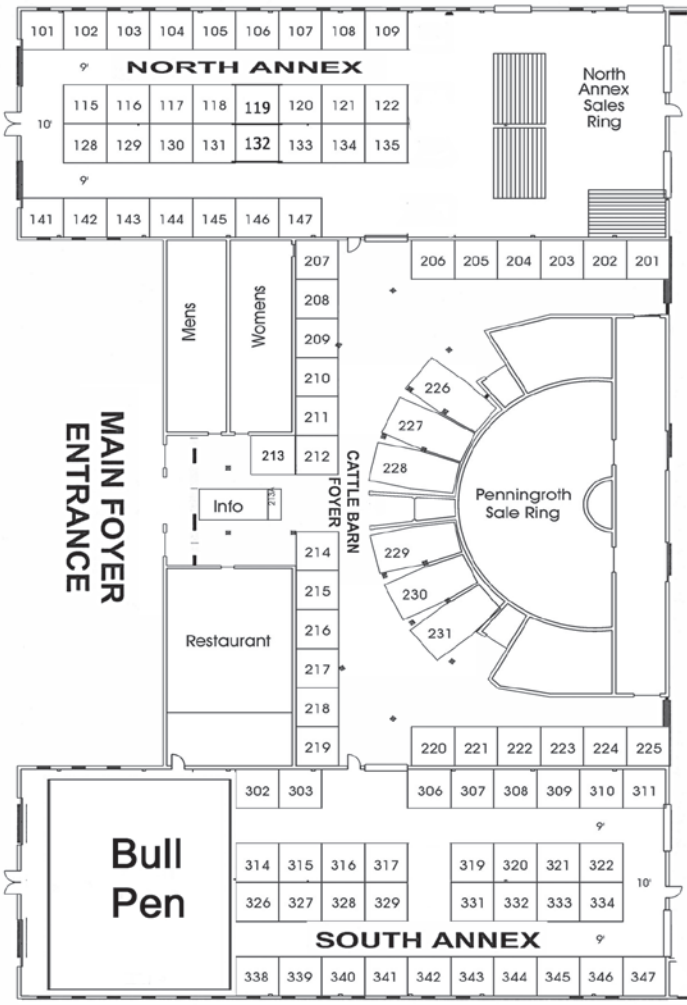 101 102 103 104 105 106 107 108 109
9'
NORTH ANNEX
North
Annex
Sales
Ring
115 116 117 118 119 120 121 122
10'
128 129 130 131 132 133 134 135
9'
141 142 143 144 145 146 147
207
206 205 204 203 202 201
208
Mens
Womens
209
210
211
226
227
228
213 212
MAIN FOYER
ENTRANCE
CATTLE BARN
FOYER
Info
213A
Penningroth
Sale Ring
214
229
215
230
216
231
Restaurant
217
218
219
220 221 222 223 224 225
302 303 306 307 308 309 310 311
9'
Bull
Pen
314 315 316 317 319 320 321 322
10'
326 327 328 329 331 332 333 334
SOUTH ANNEX
9'
338 339 340 341 342 343 344 345 346 347